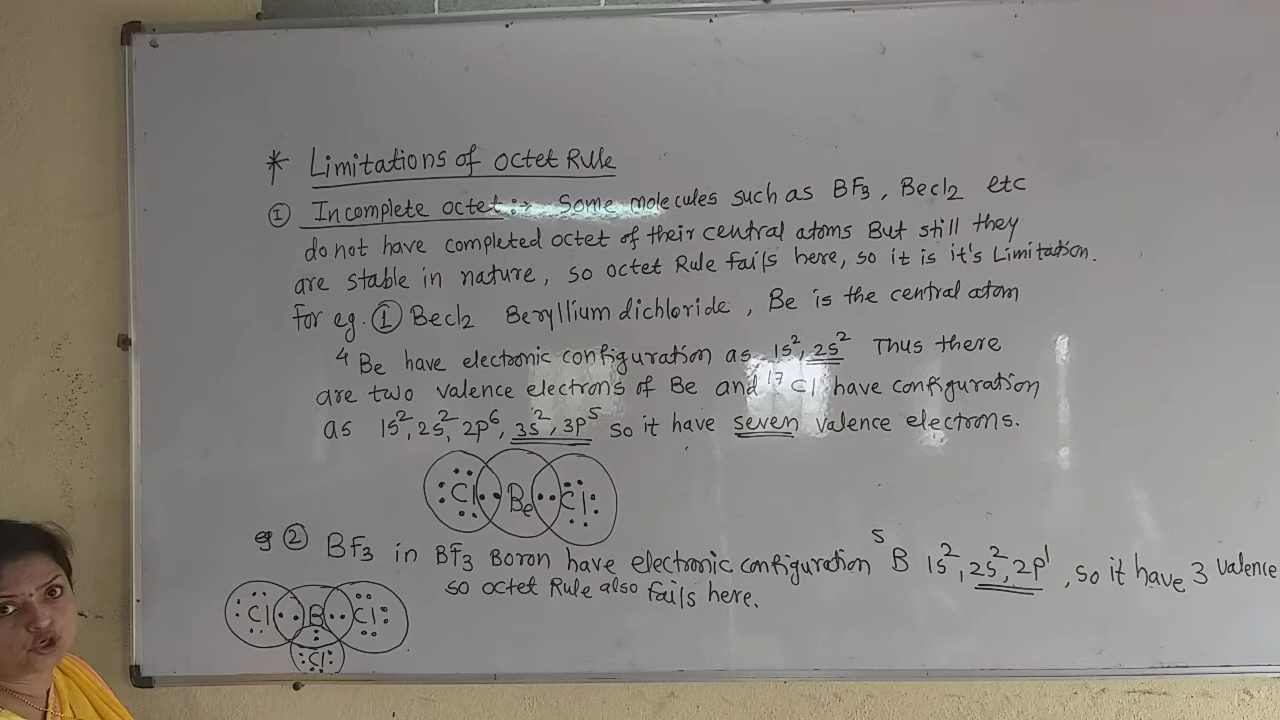 * Limitations of octet Rule
① Incomplete octet :→ Some molecules such as BF3, Becl2 etc
do not have completed octet of their central atoms But still they
are stable in nature, so octet Rule fails here, so it is it's Limitation.
For eg. ① Becl2 Beryllium dichloride, Be is the central atom
4 Be have electronic configuration as 1s², 2s² Thus there
are two valence electrons of Be and 17 Cl have configuration
as 1s², 2s², 2p⁶, 3s², 3p⁵ so it have seven valence electrons.
Cl Be Cl
eg ② BF3 in BF3 Boron have electronic configuration 5 B 1s², 2s², 2p¹, so it have 3 valence
so octet Rule also fails here.
Cl B Cl
Cl